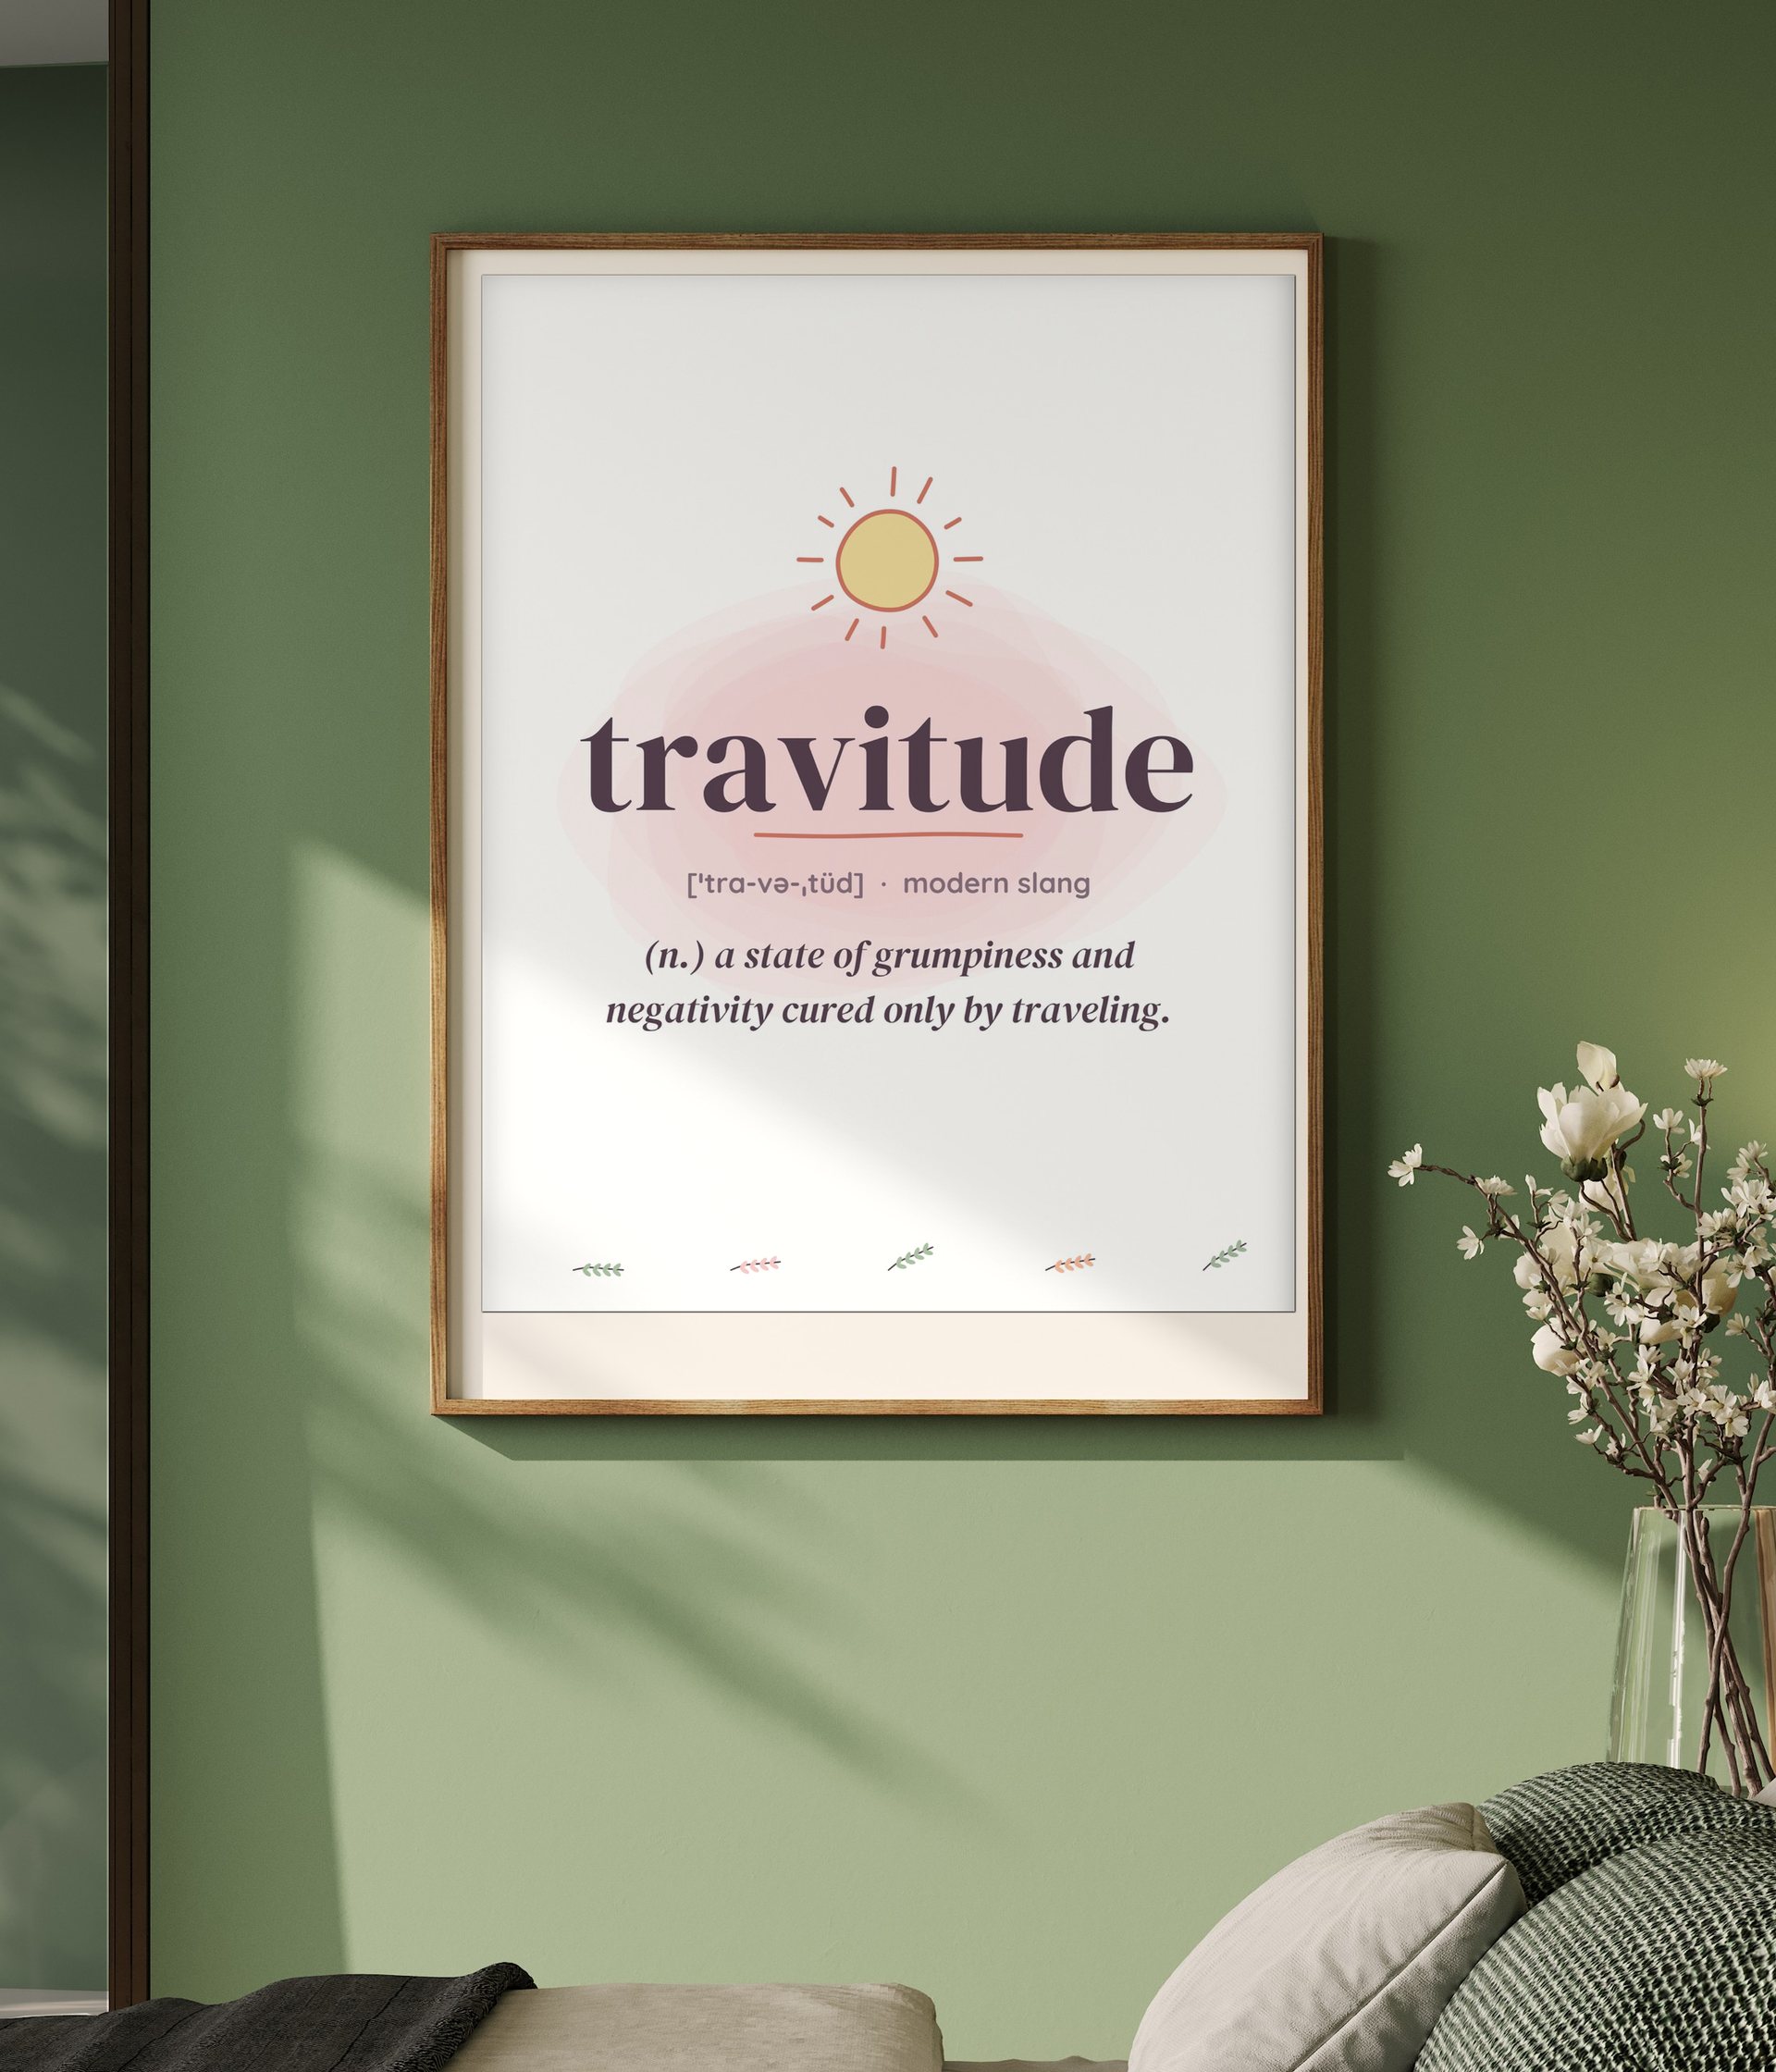 travitude
[ˈtra-və-ˌtüd] · modern slang
(n.) a state of grumpiness and
negativity cured only by traveling.